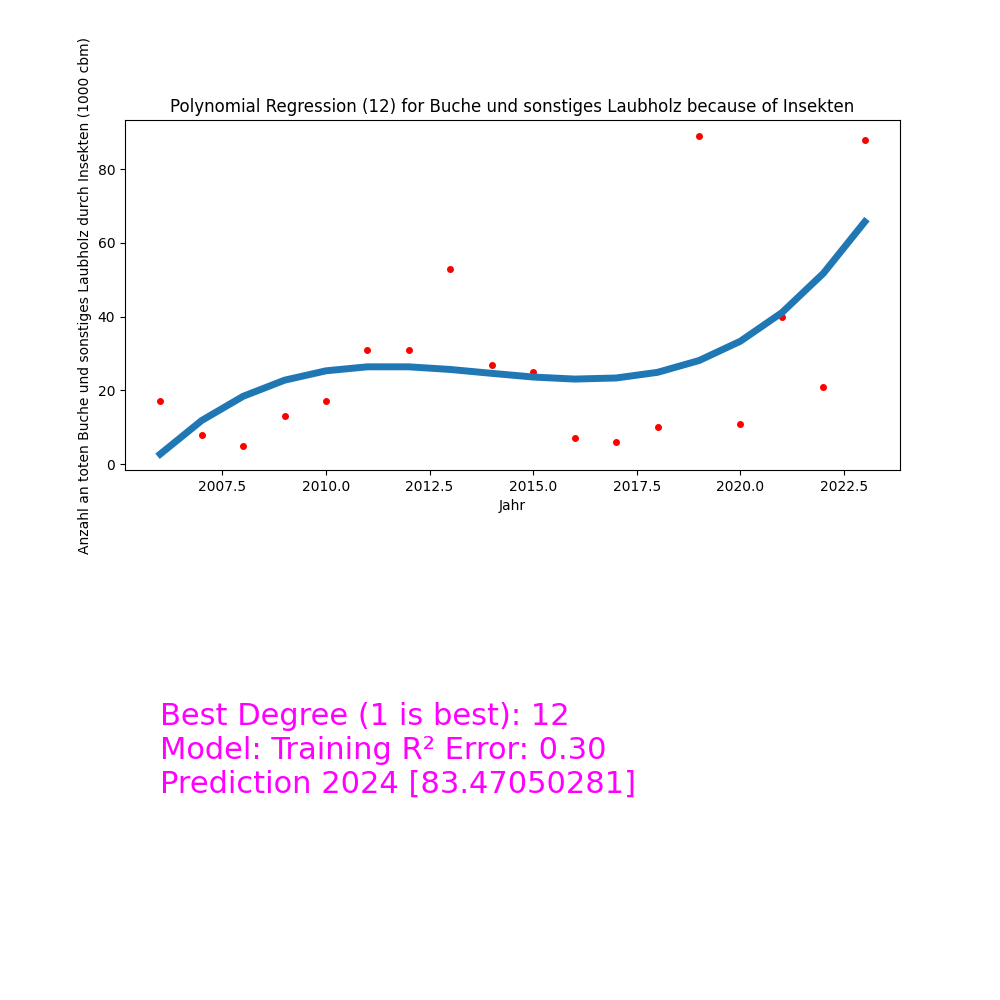 Polynomial Regression (12) for Buche und sonstiges Laubholz because of Insekten
Anzahl an toten Buche und sonstiges Laubholz durch Insekten (1000 cbm)
80
60
40
20
0
2007.5 2010.0 2012.5 2015.0 2017.5 2020.0 2022.5
Jahr
Best Degree (1 is best): 12
Model: Training R² Error: 0.30
Prediction 2024 [83.47050281]